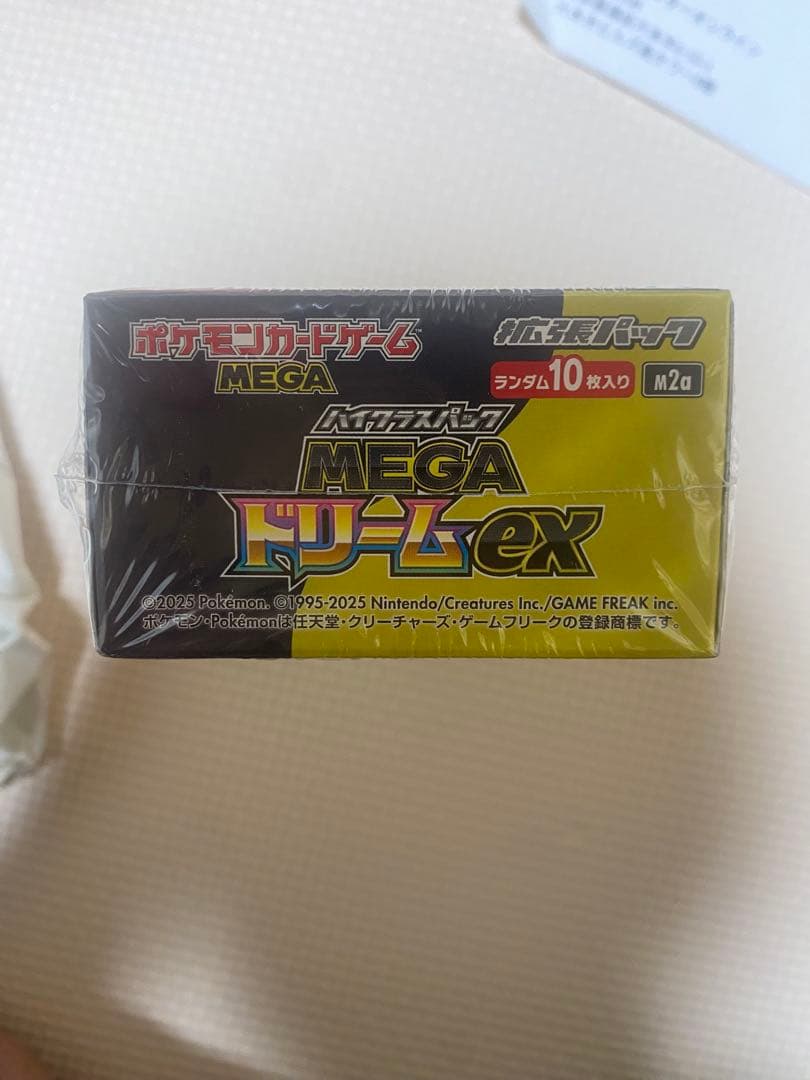 ポケモンカードゲーム
MEGA
拡張パック
ランダム10枚入り
M2a
ハイクラスパック
MEGA
ドリームex
©2025 Pokémon. ©1995-2025 Nintendo/Creatures Inc./GAME FREAK inc.
ポケモン・Pokémonは任天堂・クリーチャーズ・ゲームフリークの登録商標です。